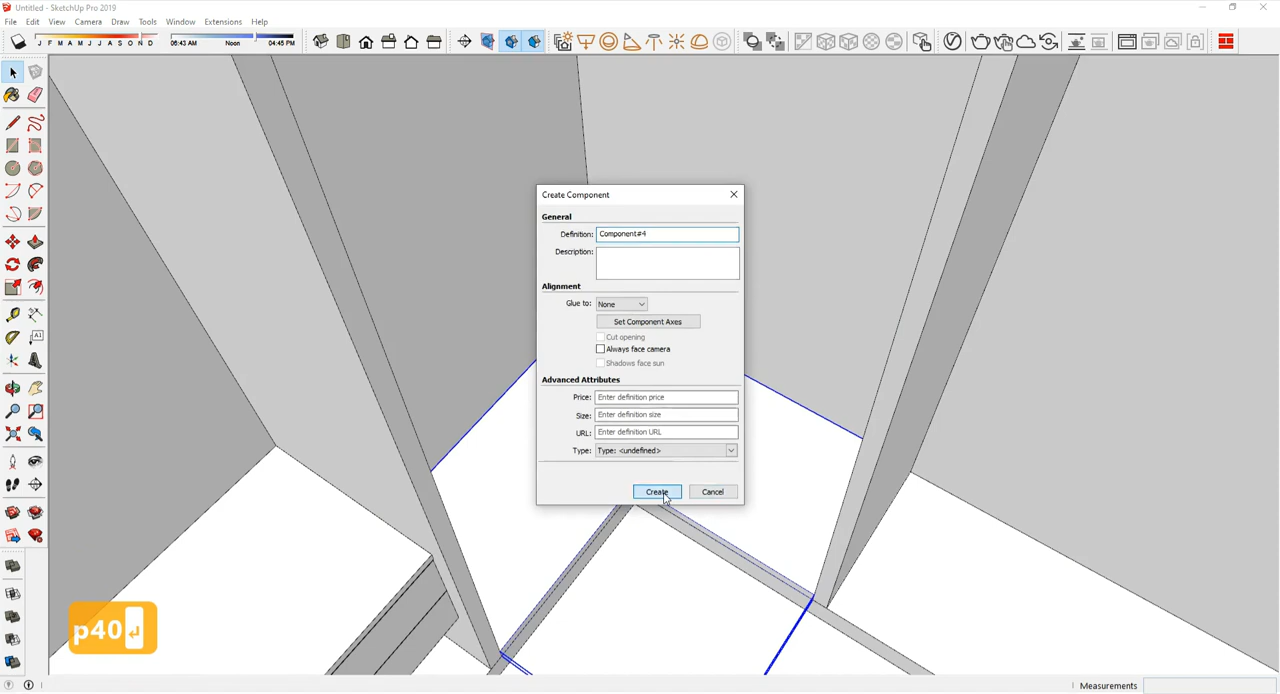 Untitled - SketchUp Pro 2019
File Edit View Camera Draw Tools Window Extensions Help
J F M A M J J A S O N D 06:43 AM Noon 04:45 PM
Create Component
General
Definition: Component#4
Description:
Alignment
Glue to: None
Set Component Axes
Cut opening
Always face camera
Shadows face sun
Advanced Attributes
Price: Enter definition price
Size: Enter definition size
URL: Enter definition URL
Type: Type: <undefined>
Create Cancel
p40
Measurements